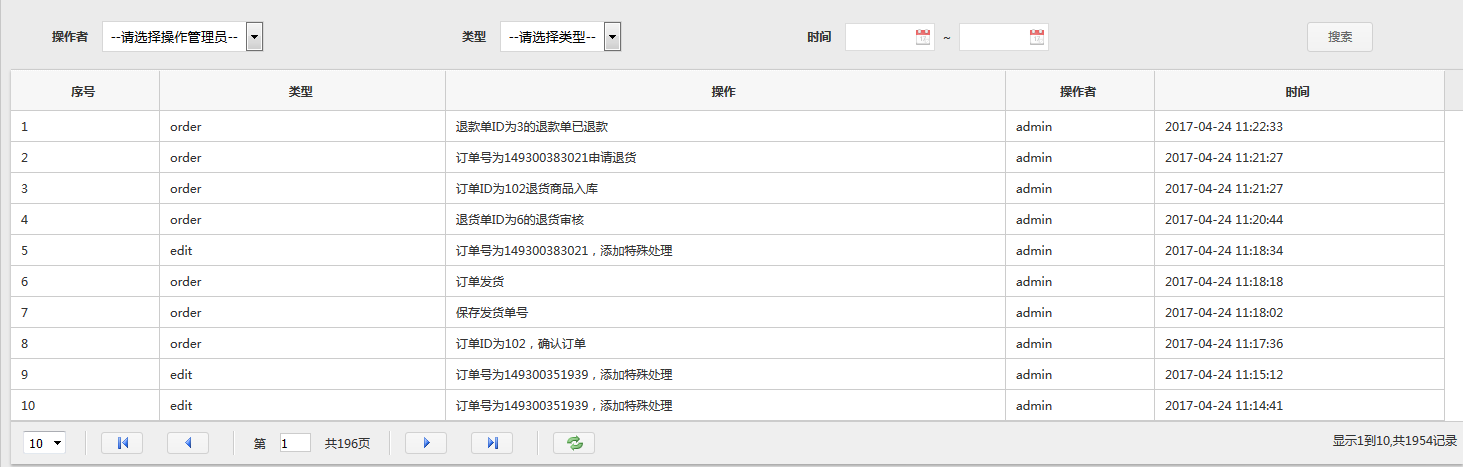 操作者 --请选择操作管理员-- 类型 --请选择类型-- 时间 ~ 搜索
序号 类型 操作 操作者 时间
1 order 退款单ID为3的退款单已退款 admin 2017-04-24 11:22:33
2 order 订单号为149300383021申请退货 admin 2017-04-24 11:21:27
3 order 订单ID为102退货商品入库 admin 2017-04-24 11:21:27
4 order 退货单ID为6的退货审核 admin 2017-04-24 11:20:44
5 edit 订单号为149300383021，添加特殊处理 admin 2017-04-24 11:18:34
6 order 订单发货 admin 2017-04-24 11:18:18
7 order 保存发货单号 admin 2017-04-24 11:18:02
8 order 订单ID为102，确认订单 admin 2017-04-24 11:17:36
9 edit 订单号为149300351939，添加特殊处理 admin 2017-04-24 11:15:12
10 edit 订单号为149300351939，添加特殊处理 admin 2017-04-24 11:14:41
10 第 1 共196页 显示1到10,共1954记录